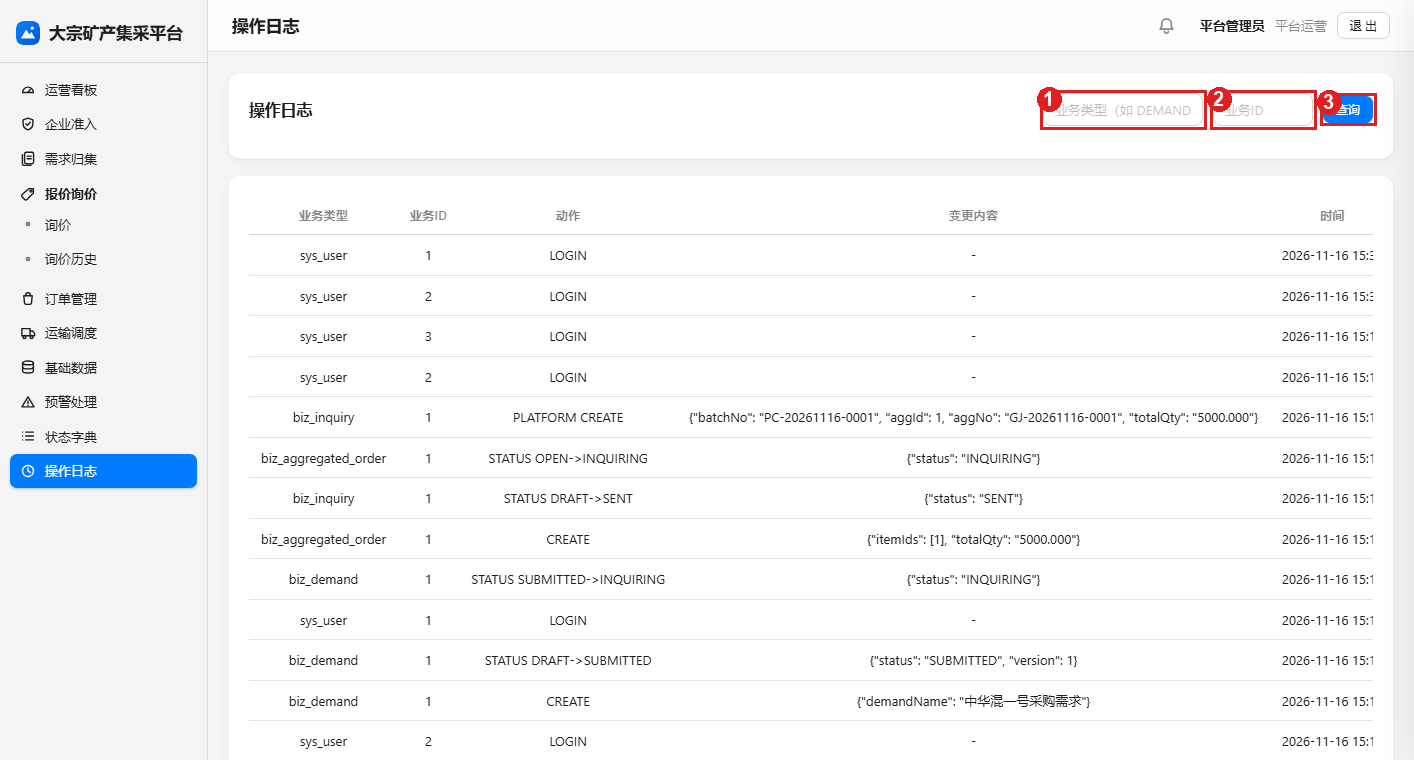 大宗矿产集采平台
操作日志
平台管理员 平台运营 退 出
运营看板
企业准入
需求归集
报价询价
询价
询价历史
订单管理
运输调度
基础数据
预警处理
状态字典
操作日志
操作日志
1 业务类型（如 DEMAND
2 业务ID
3 查询
业务类型 业务ID 动作 变更内容 时间
sys_user 1 LOGIN - 2026-11-16 15:3
sys_user 2 LOGIN - 2026-11-16 15:3
sys_user 3 LOGIN - 2026-11-16 15:1
sys_user 2 LOGIN - 2026-11-16 15:1
biz_inquiry 1 PLATFORM CREATE {"batchNo": "PC-20261116-0001", "aggId": 1, "aggNo": "GJ-20261116-0001", "totalQty": "5000.000"} 2026-11-16 15:1
biz_aggregated_order 1 STATUS OPEN->INQUIRING {"status": "INQUIRING"} 2026-11-16 15:1
biz_inquiry 1 STATUS DRAFT->SENT {"status": "SENT"} 2026-11-16 15:1
biz_aggregated_order 1 CREATE {"itemIds": [1], "totalQty": "5000.000"} 2026-11-16 15:1
biz_demand 1 STATUS SUBMITTED->INQUIRING {"status": "INQUIRING"} 2026-11-16 15:1
sys_user 1 LOGIN - 2026-11-16 15:1
biz_demand 1 STATUS DRAFT->SUBMITTED {"status": "SUBMITTED", "version": 1} 2026-11-16 15:1
biz_demand 1 CREATE {"demandName": "中华混一号采购需求"} 2026-11-16 15:1
sys_user 2 LOGIN - 2026-11-16 15:1